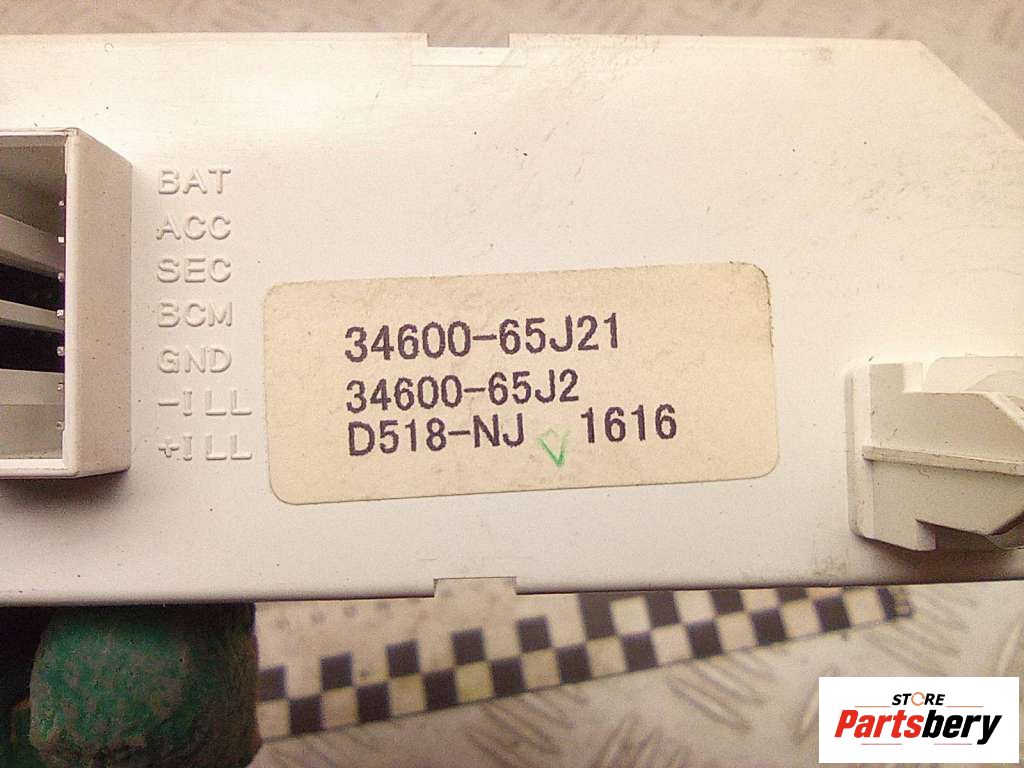 BAT
ACC
SEC
BCM
GND
-ILL
+ILL
34600-65J21
34600-65J2
D518-NJ 1616
STORE
Partsbery